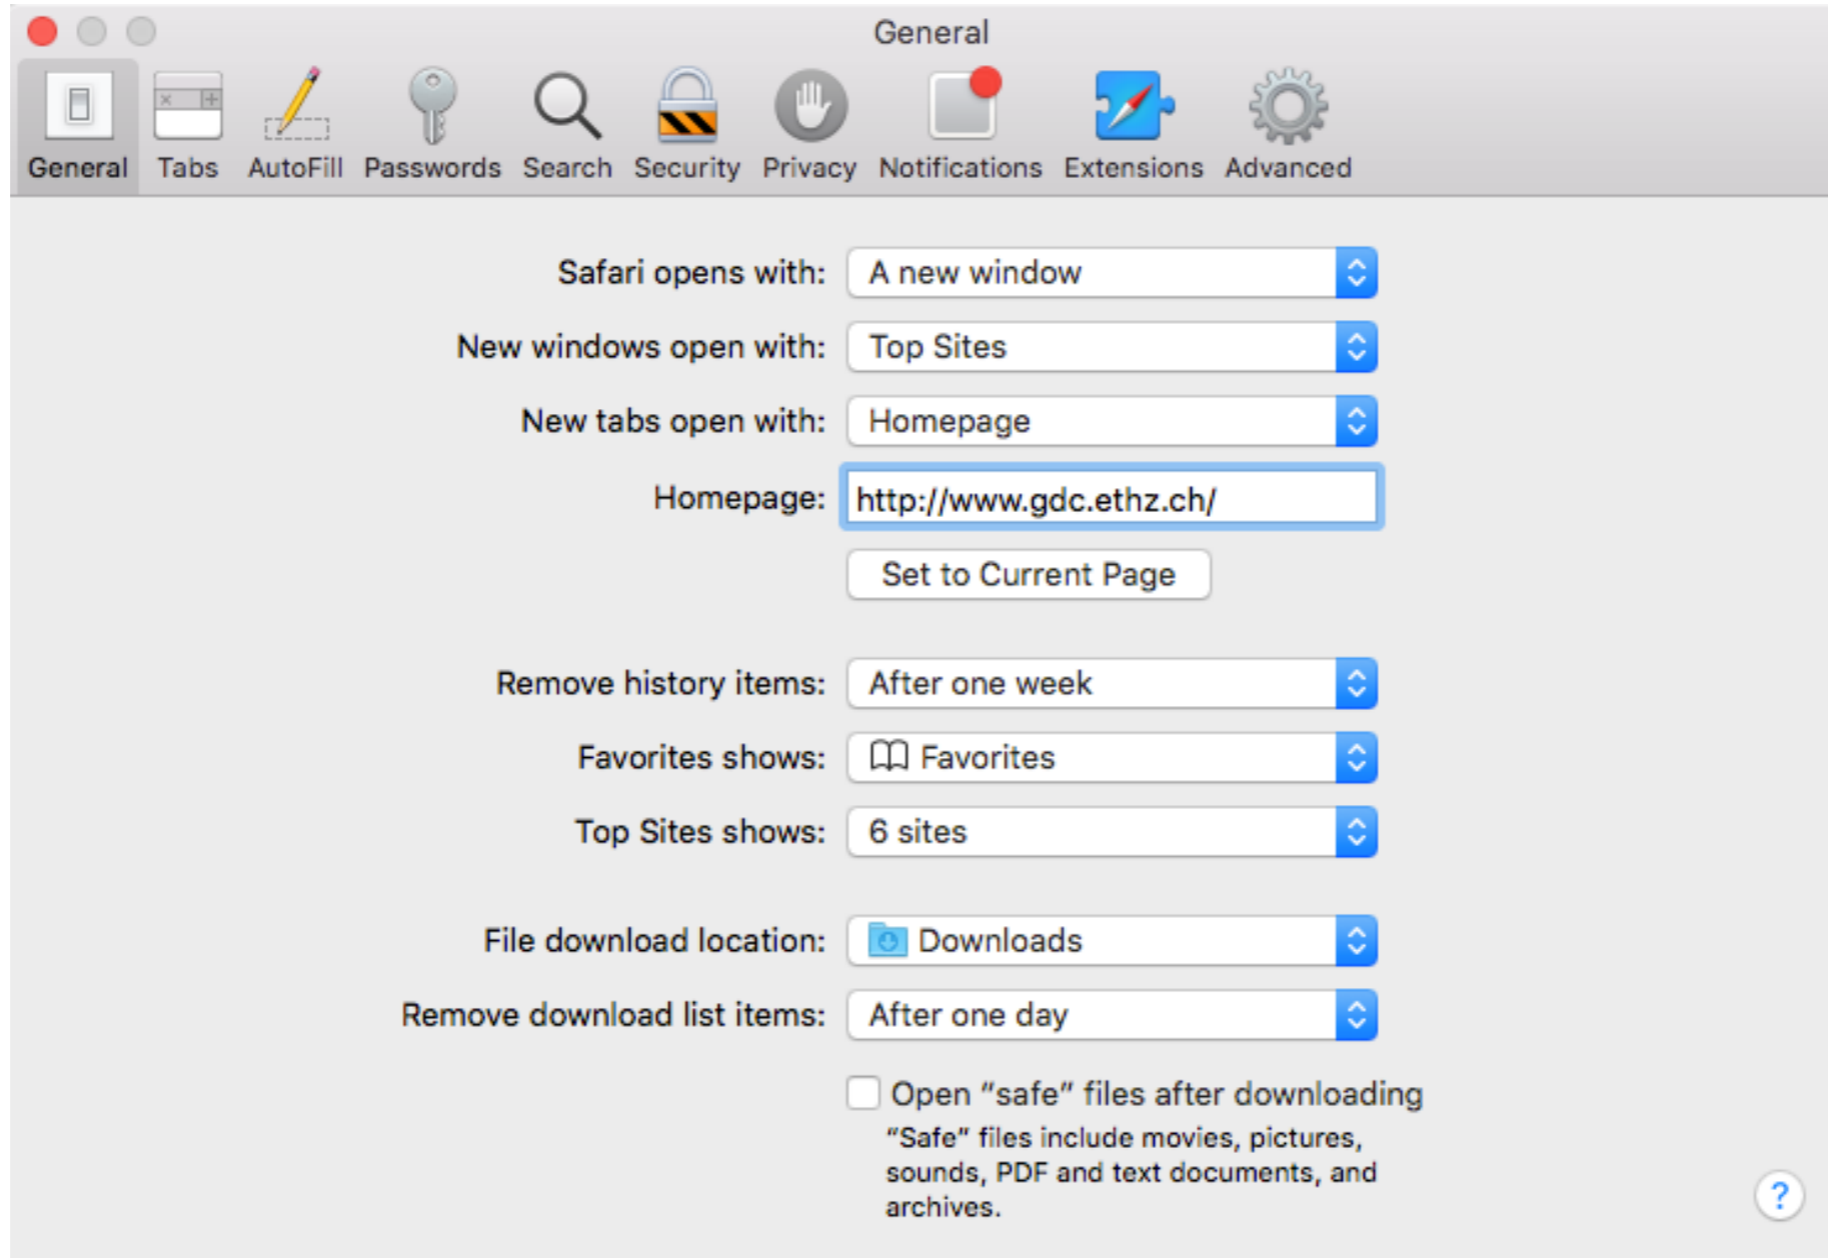 General
General Tabs AutoFill Passwords Search Security Privacy Notifications Extensions Advanced
Safari opens with: A new window
New windows open with: Top Sites
New tabs open with: Homepage
Homepage: http://www.gdc.ethz.ch/
Set to Current Page
Remove history items: After one week
Favorites shows: Favorites
Top Sites shows: 6 sites
File download location: Downloads
Remove download list items: After one day
Open “safe” files after downloading
“Safe” files include movies, pictures,
sounds, PDF and text documents, and
archives.
?